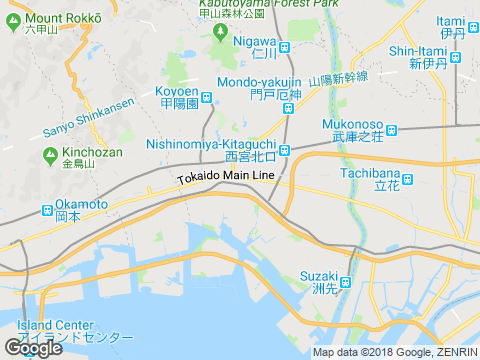 Kabutoyama Forest Park
甲山森林公園
Mount Rokkō
六甲山
Nigawa
仁川
Itami
伊丹
Shin-Itami
新伊丹
Mondo-yakujin
門戸厄神
山陽新幹線
Koyoen
甲陽園
Sanyo Shinkansen
Mukonoso
武庫之荘
Nishinomiya-Kitaguchi
西宮北口
Kinchozan
金鳥山
Tokaido Main Line
Tachibana
立花
Okamoto
岡本
Suzaki
洲先
Island Center
アイランドセンター
Google
Map data ©2018 Google, ZENRIN